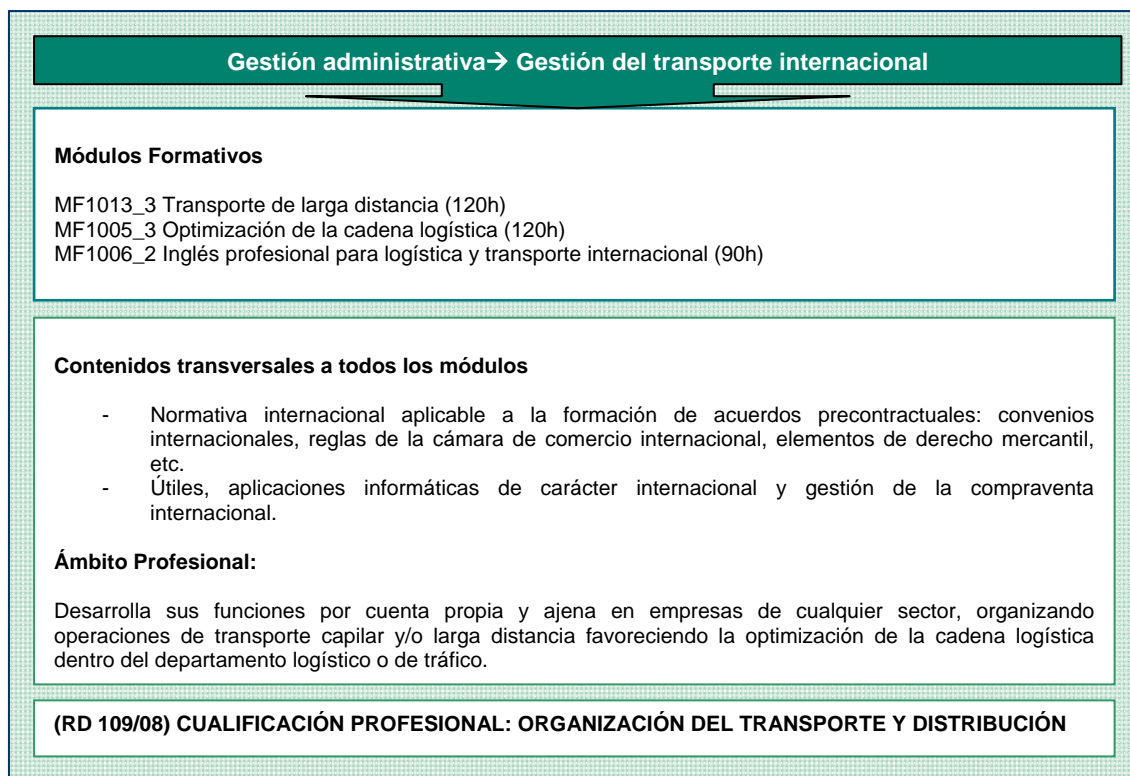 Gestión administrativa→ Gestión del transporte internacional
Módulos Formativos
MF1013_3 Transporte de larga distancia (120h)
MF1005_3 Optimización de la cadena logística (120h)
MF1006_2 Inglés profesional para logística y transporte internacional (90h)
Contenidos transversales a todos los módulos
- Normativa internacional aplicable a la formación de acuerdos precontractuales: convenios
internacionales, reglas de la cámara de comercio internacional, elementos de derecho mercantil,
etc.
- Útiles, aplicaciones informáticas de carácter internacional y gestión de la compraventa
internacional.
Ámbito Profesional:
Desarrolla sus funciones por cuenta propia y ajena en empresas de cualquier sector, organizando
operaciones de transporte capilar y/o larga distancia favoreciendo la optimización de la cadena logística
dentro del departamento logístico o de tráfico.
(RD 109/08) CUALIFICACIÓN PROFESIONAL: ORGANIZACIÓN DEL TRANSPORTE Y DISTRIBUCIÓN